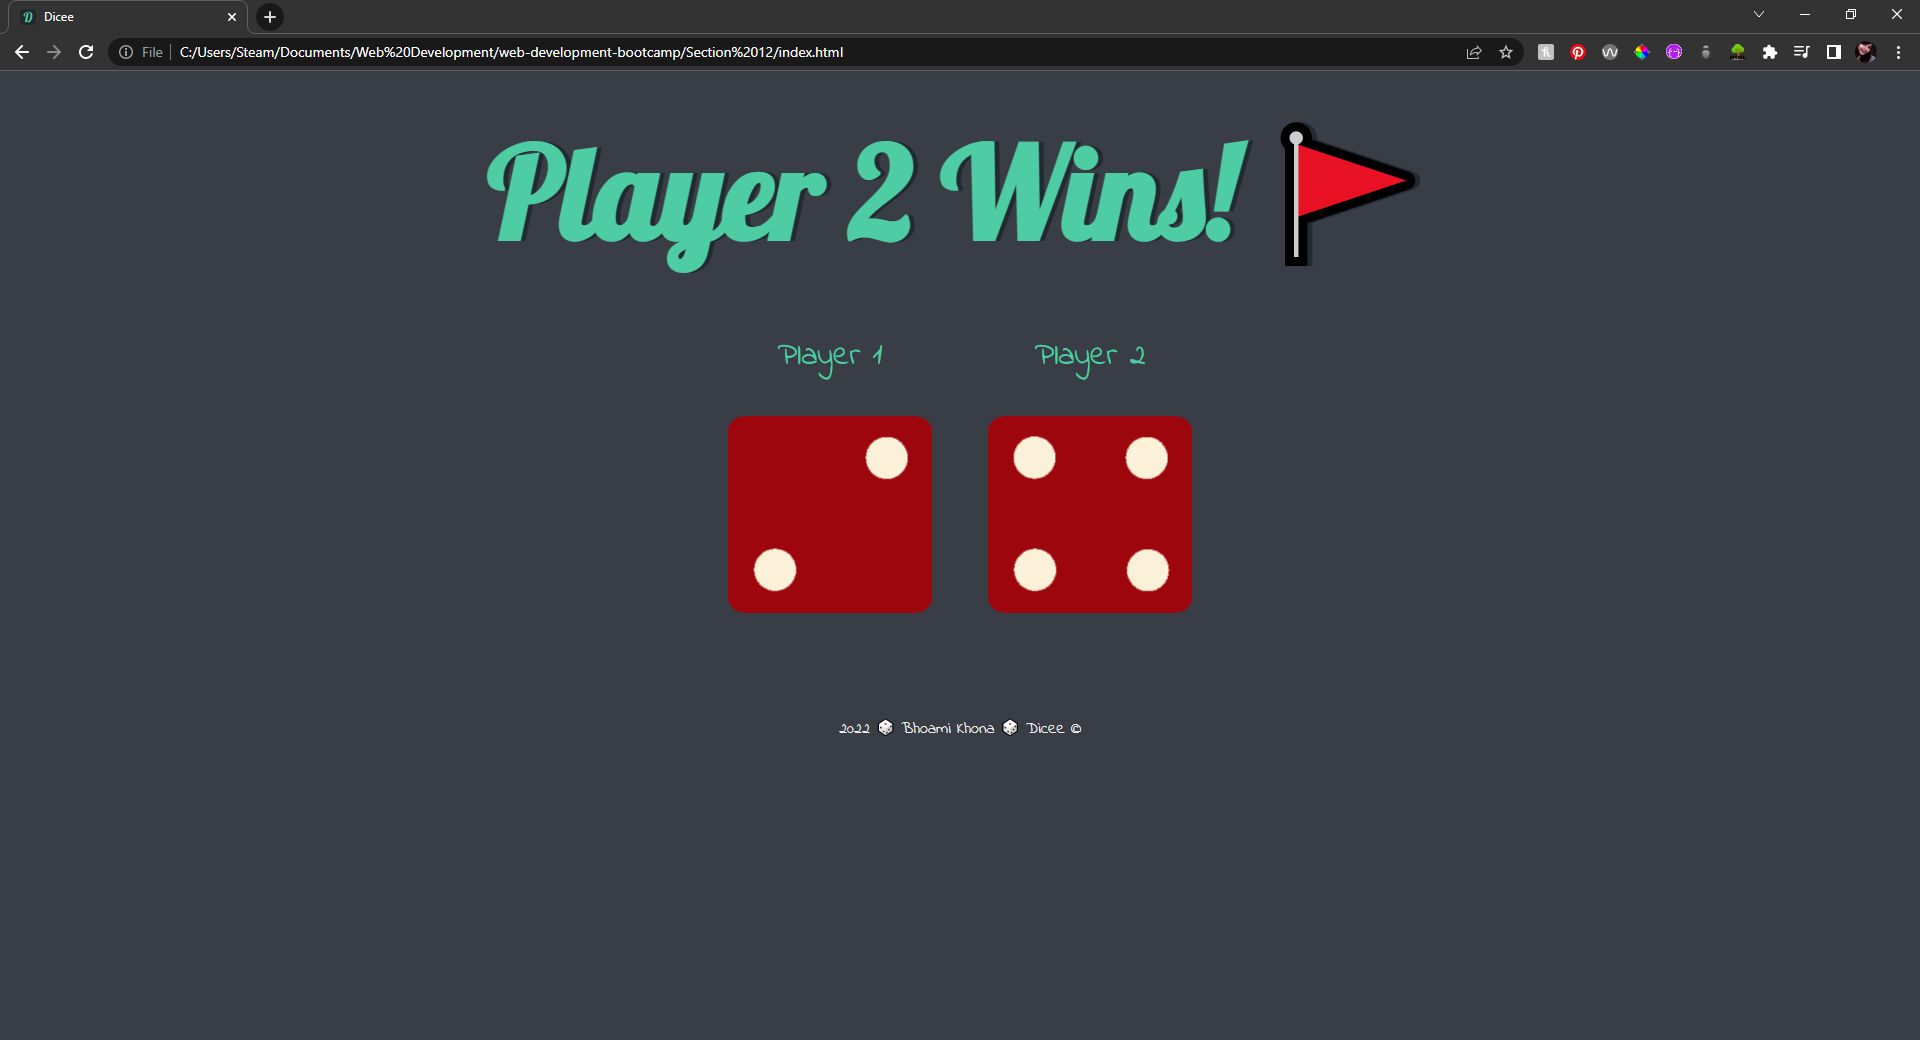 Dicee
File
C:/Users/Steam/Documents/Web%20Development/web-development-bootcamp/Section%2012/index.html
Player 2 Wins!
Player 1
Player 2
2022 🎲 Bhoami Khona 🎲 Dicee ©